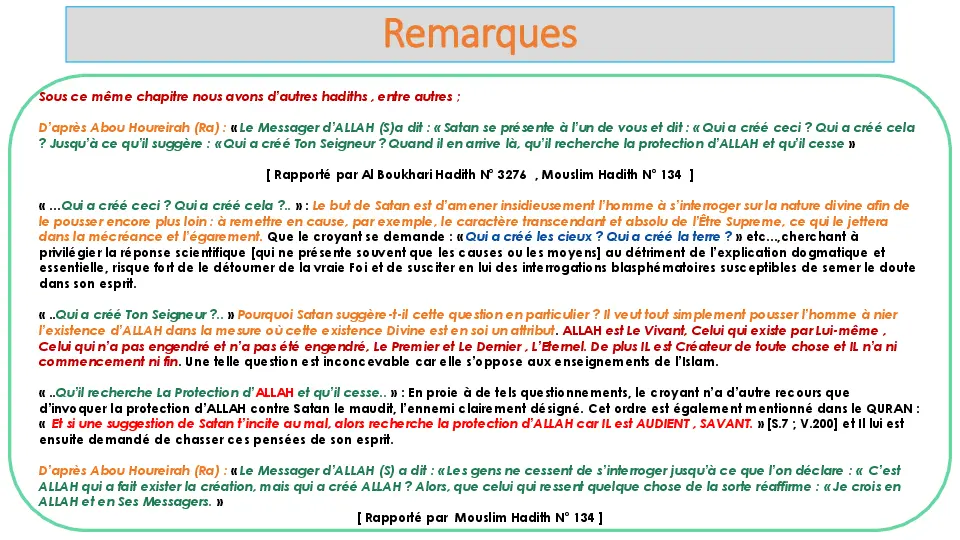 Remarques
Sous ce même chapitre nous avons d'autres hadiths , entre autres ;
D'après Abou Houreirah (Ra) : « Le Messager d'ALLAH (S)a dit : « Satan se présente à l'un de vous et dit : « Qui a créé ceci ? Qui a créé cela
? Jusqu'à ce qu'il suggère : « Qui a créé Ton Seigneur ? Quand il en arrive là, qu'il recherche la protection d'ALLAH et qu'il cesse »
[ Rapporté par Al Boukhari Hadith N° 3276 , Mouslim Hadith N° 134 ]
« …Qui a créé ceci ? Qui a créé cela ?.. » : Le but de Satan est d'amener insidieusement l'homme à s'interroger sur la nature divine afin de
le pousser encore plus loin : à remettre en cause, par exemple, le caractère transcendant et absolu de l'Être Supreme, ce qui le jettera
dans la mécréance et l'égarement. Que le croyant se demande : « Qui a créé les cieux ? Qui a créé la terre ? » etc…,cherchant à
privilégier la réponse scientifique [qui ne présente souvent que les causes ou les moyens] au détriment de l'explication dogmatique et
essentielle, risque fort de le détourner de la vraie Foi et de susciter en lui des interrogations blasphématoires susceptibles de semer le doute
dans son esprit.
« ..Qui a créé Ton Seigneur ?.. » Pourquoi Satan suggère-t-il cette question en particulier ? Il veut tout simplement pousser l'homme à nier
l'existence d'ALLAH dans la mesure où cette existence Divine est en soi un attribut. ALLAH est Le Vivant, Celui qui existe par Lui-même ,
Celui qui n'a pas engendré et n'a pas été engendré, Le Premier et Le Dernier , L'Eternel. De plus IL est Créateur de toute chose et IL n'a ni
commencement ni fin. Une telle question est inconcevable car elle s'oppose aux enseignements de l'Islam.
« ..Qu'il recherche La Protection d'ALLAH et qu'il cesse.. » : En proie à de tels questionnements, le croyant n'a d'autre recours que
d'invoquer la protection d'ALLAH contre Satan le maudit, l'ennemi clairement désigné. Cet ordre est également mentionné dans le QURAN :
« Et si une suggestion de Satan t'incite au mal, alors recherche la protection d'ALLAH car IL est AUDIENT , SAVANT. » [S.7 ; V.200] et Il lui est
ensuite demandé de chasser ces pensées de son esprit.
D'après Abou Houreirah (Ra) : « Le Messager d'ALLAH (S) a dit : « Les gens ne cessent de s'interroger jusqu'à ce que l'on déclare : « C'est
ALLAH qui a fait exister la création, mais qui a créé ALLAH ? Alors, que celui qui ressent quelque chose de la sorte réaffirme : « Je crois en
ALLAH et en Ses Messagers. »
[ Rapporté par Mouslim Hadith N° 134 ]